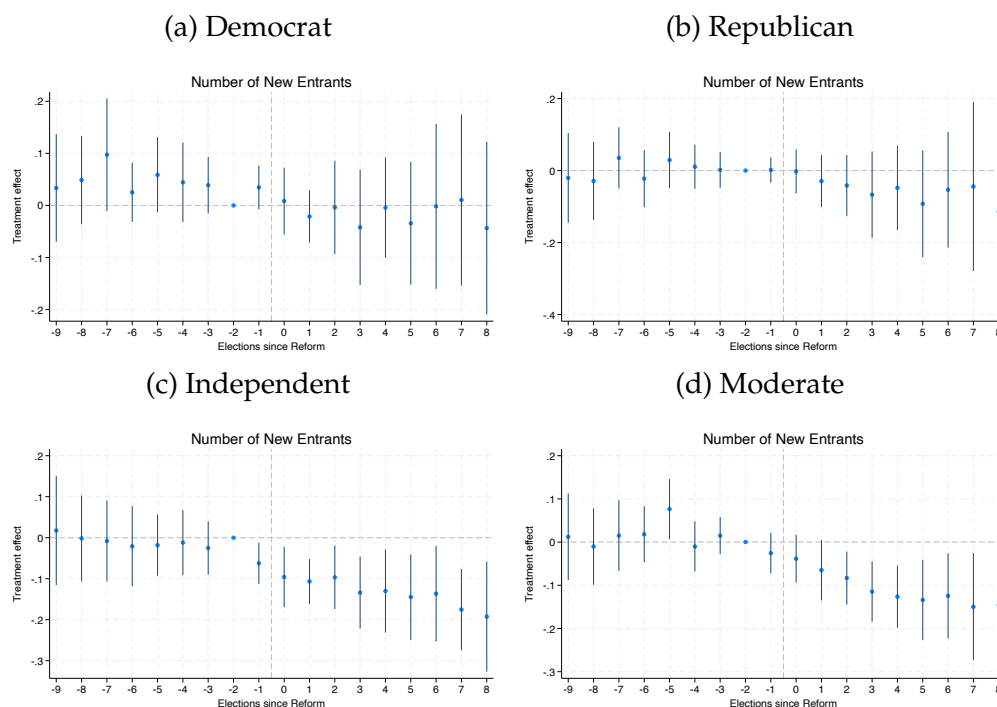 (a) Democrat
(b) Republican
Number of New Entrants
Number of New Entrants
Treatment effect
.2
.1
0
-.1
-.2
-9 -8 -7 -6 -5 -4 -3 -2 -1 0 1 2 3 4 5 6 7 8
Elections since Reform
Treatment effect
.2
0
-.2
-.4
-9 -8 -7 -6 -5 -4 -3 -2 -1 0 1 2 3 4 5 6 7
Elections since Reform
(c) Independent
(d) Moderate
Number of New Entrants
Number of New Entrants
Treatment effect
.2
.1
0
-.1
-.2
-.3
-9 -8 -7 -6 -5 -4 -3 -2 -1 0 1 2 3 4 5 6 7 8
Elections since Reform
Treatment effect
.2
.1
0
-.1
-.2
-.3
-9 -8 -7 -6 -5 -4 -3 -2 -1 0 1 2 3 4 5 6 7
Elections since Reform